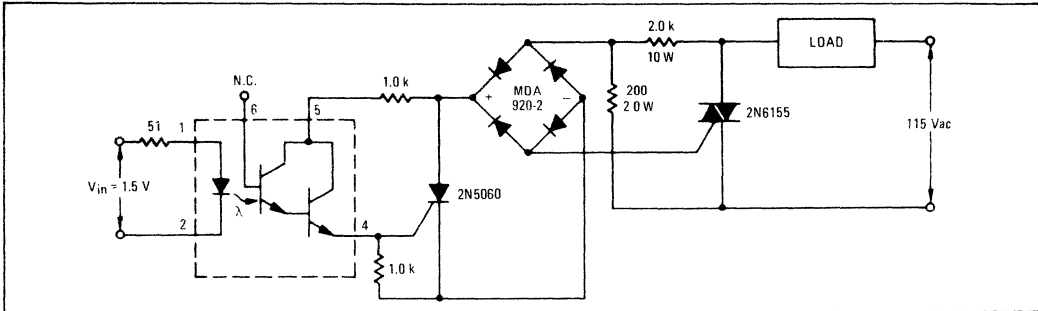 N.C.
6
5
1.0 k
51
1
V_in = 1.5 V
2
λ
4
1.0 k
2N5060
+
MDA
920-2
−
2.0 k
10 W
200
2.0 W
2N6155
LOAD
115 Vac